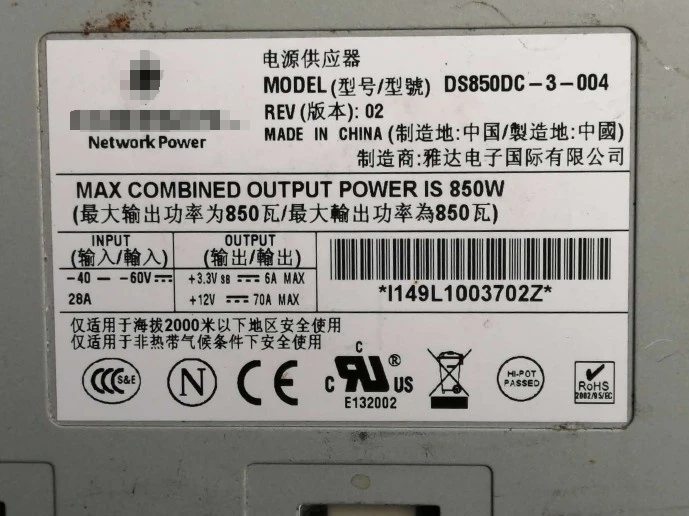 电源供应器
MODEL (型号/型號) DS850DC-3-004
REV (版本): 02
MADE IN CHINA (制造地:中国/製造地:中國)
制造商:雅达电子国际有限公司
Network Power
MAX COMBINED OUTPUT POWER IS 850W
(最大输出功率为850瓦/最大輸出功率為850瓦)
INPUT
(输入/輸入)
-40 — -60V
28A
OUTPUT
(输出/輸出)
+3.3V SB 6A MAX
+12V 70A MAX
*I149L1003702Z*
仅适用于海拔2000米以下地区安全使用
仅适用于非热带气候条件下安全使用
CCC S&E
N
CE
c UL ® US
C
E132002
HI-POT
PASSED
RoHS
2002/95/EC